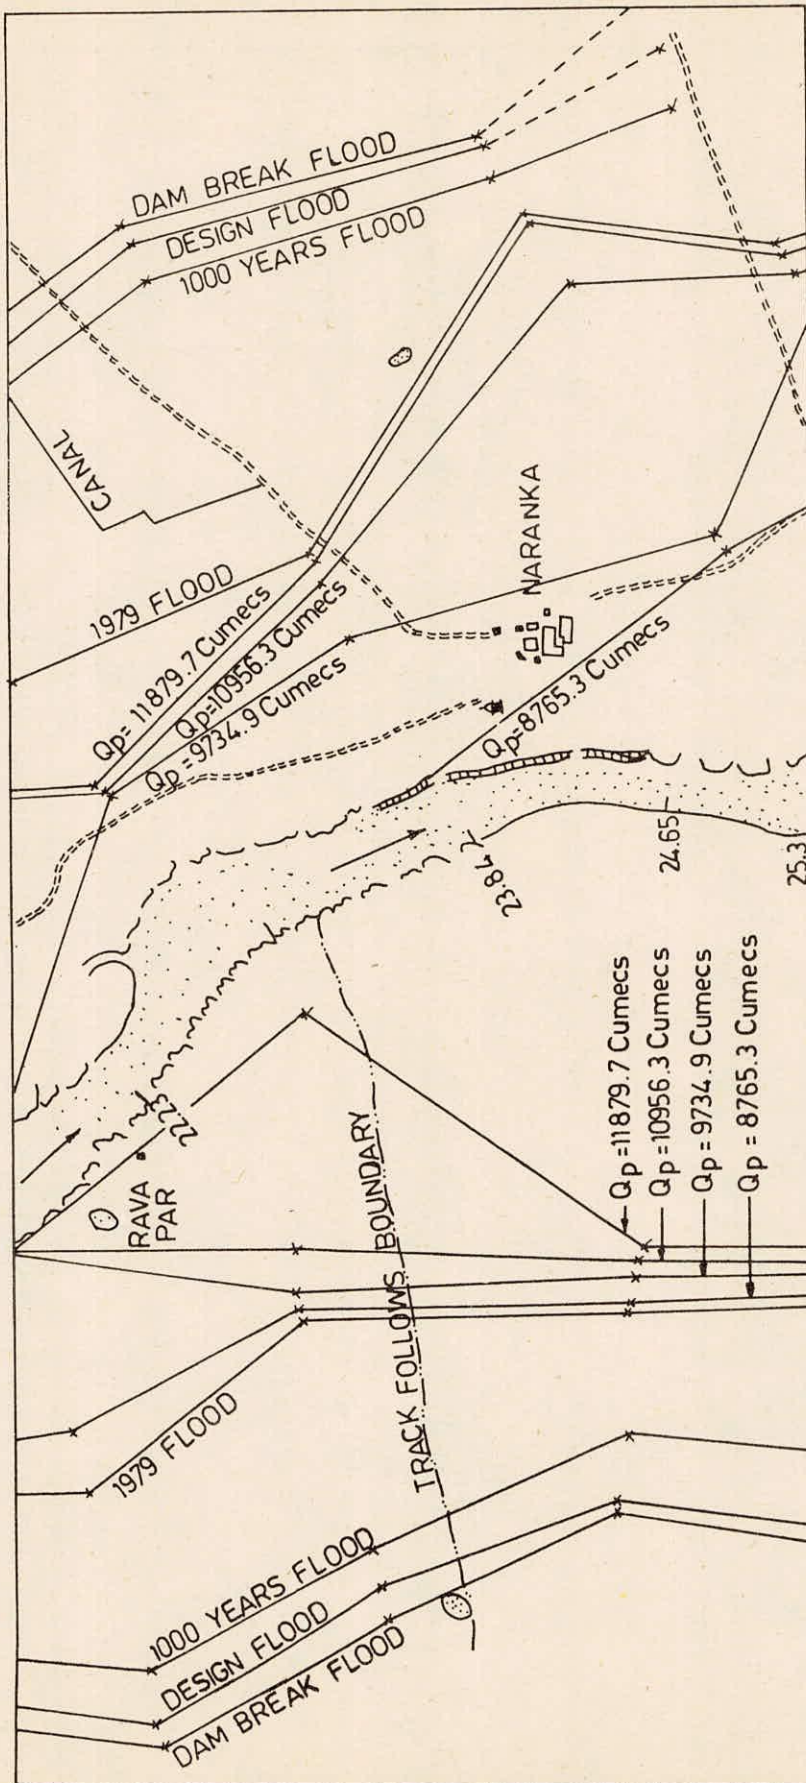 DAM BREAK FLOOD
DESIGN FLOOD
1000 YEARS FLOOD
CANAL
1979 FLOOD
Qp= 11879.7 Cumecs
Qp=10956.3 Cumecs
Qp = 9734.9 Cumecs
NARANKA
Qp=8765.3 Cumecs
23.84
24.65
25.3
22.23
RAVA
PAR
TRACK FOLLOWS BOUNDARY
Qp=11879.7 Cumecs
Qp=10956.3 Cumecs
Qp=9734.9 Cumecs
Qp = 8765.3 Cumecs
1979 FLOOD
1000 YEARS FLOOD
DESIGN FLOOD
DAM BREAK FLOOD